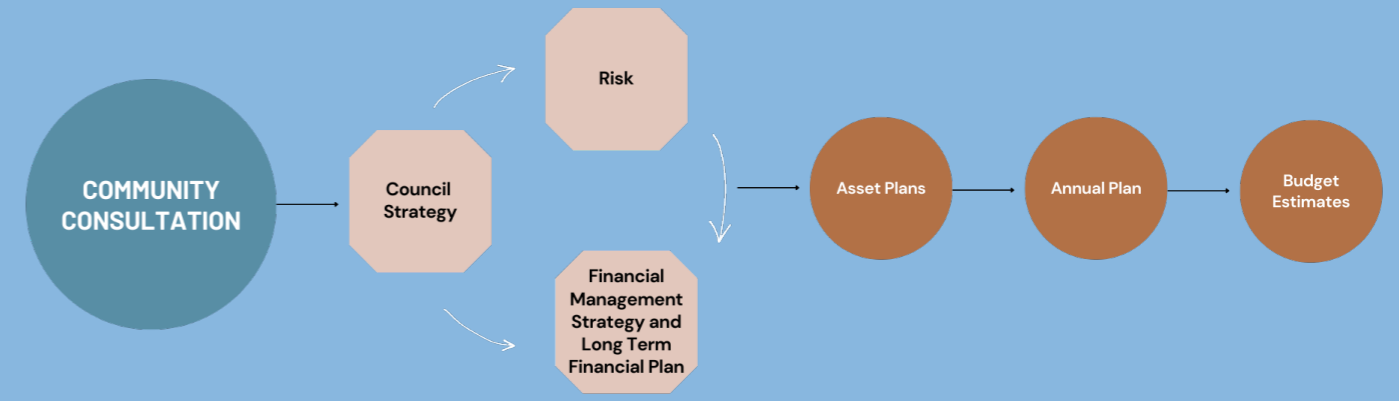 COMMUNITY
CONSULTATION
Council
Strategy
Risk
Financial
Management
Strategy and
Long Term
Financial Plan
Asset Plans
Annual Plan
Budget
Estimates